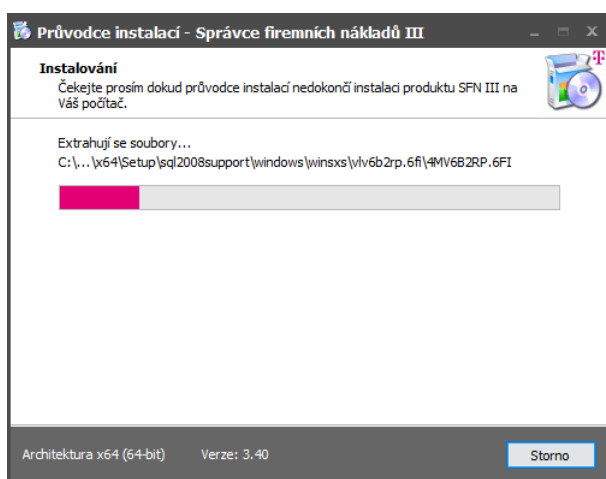 Průvodce instalací - Správce firemních nákladů III
Instalování
Čekejte prosím dokud průvodce instalací nedokončí instalaci produktu SFN III na
Váš počítač.
T
Extrahují se soubory...
C:\...\x64\Setup\sql2008support\windows\winsxs\vlv6b2rp.6fi\4MV6B2RP.6FI
Architektura x64 (64-bit) Verze: 3.40
Storno